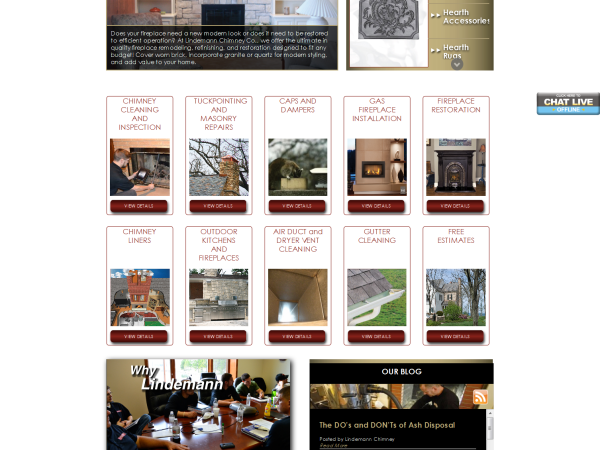 Does your fireplace need a new modern look or does it need to be restored
to efficient operation? At Lindemann Chimney Co., we offer the ultimate in
quality fireplace remodeling, refinishing, and restoration designed to fit any
budget. Cover worn brick, incorporate granite or quartz for modern styling,
and add value to your home.
Hearth
Accessories
Hearth
Rugs
CLICK HERE TO
CHAT LIVE
OFFLINE
CHIMNEY
CLEANING
AND
INSPECTION
VIEW DETAILS
TUCKPOINTING
AND
MASONRY
REPAIRS
VIEW DETAILS
CAPS AND
DAMPERS
VIEW DETAILS
GAS
FIREPLACE
INSTALLATION
VIEW DETAILS
FIREPLACE
RESTORATION
VIEW DETAILS
CHIMNEY
LINERS
VIEW DETAILS
OUTDOOR
KITCHENS
AND
FIREPLACES
VIEW DETAILS
AIR DUCT and
DRYER VENT
CLEANING
VIEW DETAILS
GUTTER
CLEANING
VIEW DETAILS
FREE
ESTIMATES
VIEW DETAILS
Why
Lindemann
OUR BLOG
The DO's and DON'Ts of Ash Disposal
Posted by Lindemann Chimney
Read More